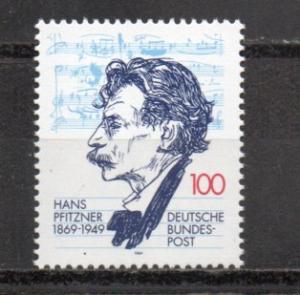 100
HANS
PFITZNER
1869-1949
DEUTSCHE
BUNDES-
POST